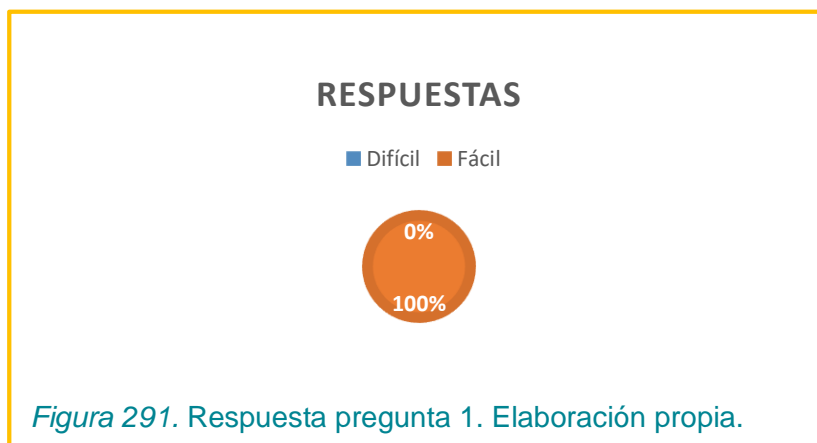 RESPUESTAS
Difícil Fácil
0%
100%
Figura 291. Respuesta pregunta 1. Elaboración propia.